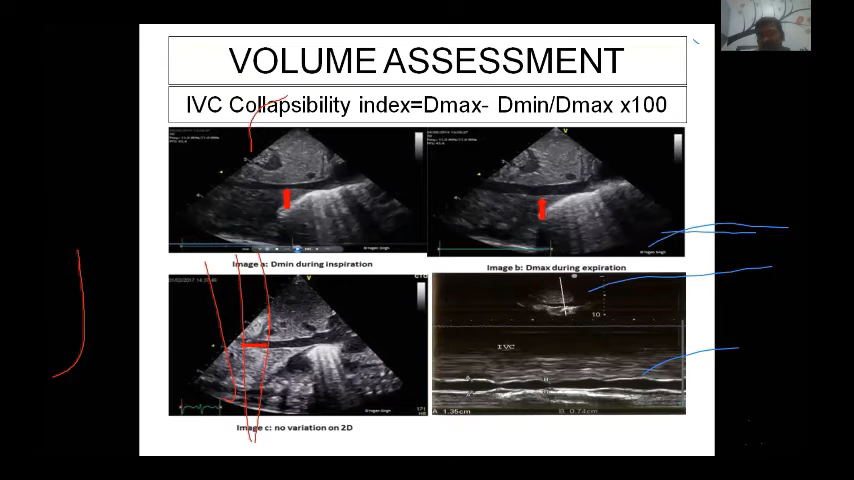 VOLUME ASSESSMENT
IVC Collapsibility index=Dmax- Dmin/Dmax x100
V
Image a: Dmin during inspiration
Image b: Dmax during expiration
V
10
IVC
A 1.35cm
B 0.74cm
Image c: no variation on 2D